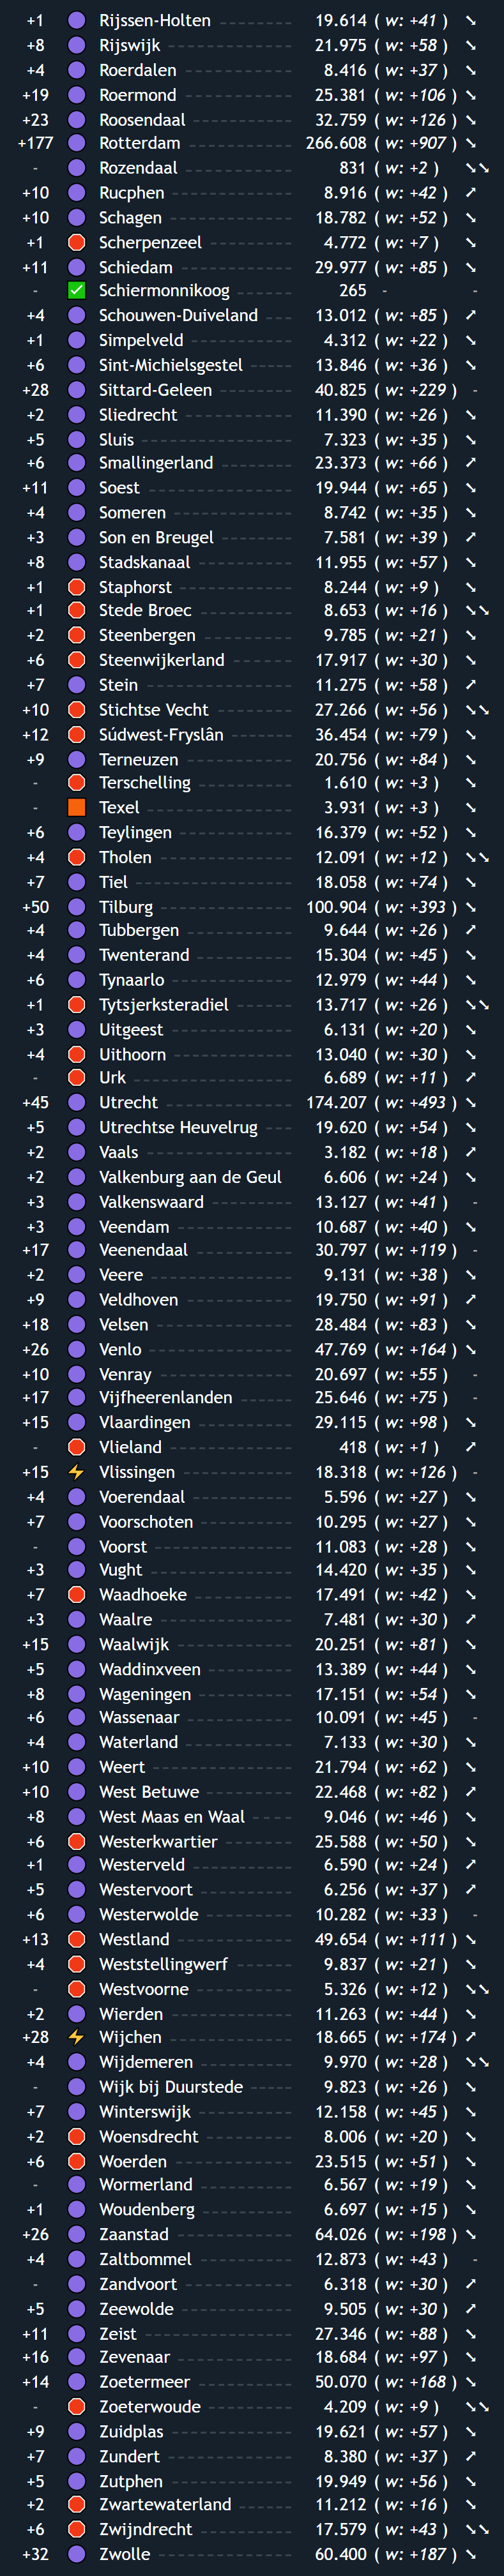 +1 Rijssen-Holten 19.614 ( w: +41 ) ↘
+8 Rijswijk 21.975 ( w: +58 ) ↘
+4 Roerdalen 8.416 ( w: +37 ) ↘
+19 Roermond 25.381 ( w: +106 ) ↘
+23 Roosendaal 32.759 ( w: +126 ) ↘
+177 Rotterdam 266.608 ( w: +907 ) ↘
- Rozendaal 831 ( w: +2 ) ↘↘
+10 Rucphen 8.916 ( w: +42 ) ↗
+10 Schagen 18.782 ( w: +52 ) ↘
+1 Scherpenzeel 4.772 ( w: +7 ) ↘
+11 Schiedam 29.977 ( w: +85 ) ↘
- Schiermonnikoog 265 - -
+4 Schouwen-Duiveland 13.012 ( w: +85 ) ↗
+1 Simpelveld 4.312 ( w: +22 ) ↘
+6 Sint-Michielsgestel 13.846 ( w: +36 ) ↘
+28 Sittard-Geleen 40.825 ( w: +229 ) -
+2 Sliedrecht 11.390 ( w: +26 ) ↘
+5 Sluis 7.323 ( w: +35 ) ↘
+6 Smallingerland 23.373 ( w: +66 ) ↗
+11 Soest 19.944 ( w: +65 ) ↘
+4 Someren 8.742 ( w: +35 ) ↘
+3 Son en Breugel 7.581 ( w: +39 ) ↗
+8 Stadskanaal 11.955 ( w: +57 ) ↘
+1 Staphorst 8.244 ( w: +9 ) ↘
+1 Stede Broec 8.653 ( w: +16 ) ↘↘
+2 Steenbergen 9.785 ( w: +21 ) ↘
+6 Steenwijkerland 17.917 ( w: +30 ) ↘
+7 Stein 11.275 ( w: +58 ) ↗
+10 Stichtse Vecht 27.266 ( w: +56 ) ↘↘
+12 Súdwest-Fryslân 36.454 ( w: +79 ) ↘
+9 Terneuzen 20.756 ( w: +84 ) ↘
- Terschelling 1.610 ( w: +3 ) ↘
- Texel 3.931 ( w: +3 ) ↘
+6 Teylingen 16.379 ( w: +52 ) ↘
+4 Tholen 12.091 ( w: +12 ) ↘↘
+7 Tiel 18.058 ( w: +74 ) ↘
+50 Tilburg 100.904 ( w: +393 ) ↘
+4 Tubbergen 9.644 ( w: +26 ) ↗
+4 Twenterand 15.304 ( w: +45 ) ↘
+6 Tynaarlo 12.979 ( w: +44 ) ↘
+1 Tytsjerksteradiel 13.717 ( w: +26 ) ↘↘
+3 Uitgeest 6.131 ( w: +20 ) ↘
+4 Uithoorn 13.040 ( w: +30 ) ↘
- Urk 6.689 ( w: +11 ) ↗
+45 Utrecht 174.207 ( w: +493 ) ↘
+5 Utrechtse Heuvelrug 19.620 ( w: +54 ) ↘
+2 Vaals 3.182 ( w: +18 ) ↗
+2 Valkenburg aan de Geul 6.606 ( w: +24 ) ↘
+3 Valkenswaard 13.127 ( w: +41 ) -
+3 Veendam 10.687 ( w: +40 ) ↘
+17 Veenendaal 30.797 ( w: +119 ) -
+2 Veere 9.131 ( w: +38 ) ↘
+9 Veldhoven 19.750 ( w: +91 ) ↗
+18 Velsen 28.484 ( w: +83 ) ↘
+26 Venlo 47.769 ( w: +164 ) ↘
+10 Venray 20.697 ( w: +55 ) -
+17 Vijfheerenlanden 25.646 ( w: +75 ) -
+15 Vlaardingen 29.115 ( w: +98 ) ↘
- Vlieland 418 ( w: +1 ) ↗
+15 Vlissingen 18.318 ( w: +126 ) -
+4 Voerendaal 5.596 ( w: +27 ) ↘
+7 Voorschoten 10.295 ( w: +27 ) ↘
- Voorst 11.083 ( w: +28 ) ↘
+3 Vught 14.420 ( w: +35 ) ↘
+7 Waadhoeke 17.491 ( w: +42 ) ↘
+3 Waalre 7.481 ( w: +30 ) ↗
+15 Waalwijk 20.251 ( w: +81 ) ↘
+5 Waddinxveen 13.389 ( w: +44 ) ↘
+8 Wageningen 17.151 ( w: +54 ) ↘
+6 Wassenaar 10.091 ( w: +45 ) -
+4 Waterland 7.133 ( w: +30 ) ↘
+10 Weert 21.794 ( w: +62 ) ↘
+10 West Betuwe 22.468 ( w: +82 ) ↗
+8 West Maas en Waal 9.046 ( w: +46 ) ↘
+6 Westerkwartier 25.588 ( w: +50 ) ↘
+1 Westerveld 6.590 ( w: +24 ) ↗
+5 Westervoort 6.256 ( w: +37 ) ↗
+6 Westerwolde 10.282 ( w: +33 ) -
+13 Westland 49.654 ( w: +111 ) ↘
+4 Weststellingwerf 9.837 ( w: +21 ) ↘
- Westvoorne 5.326 ( w: +12 ) ↘↘
+2 Wierden 11.263 ( w: +44 ) ↘
+28 Wijchen 18.665 ( w: +174 ) ↗
+4 Wijdemeren 9.970 ( w: +28 ) ↘↘
- Wijk bij Duurstede 9.823 ( w: +26 ) ↘
+7 Winterswijk 12.158 ( w: +45 ) ↘
+2 Woensdrecht 8.006 ( w: +20 ) ↘
+6 Woerden 23.515 ( w: +51 ) ↘
- Wormerland 6.567 ( w: +19 ) ↘
+1 Woudenberg 6.697 ( w: +15 ) ↘
+26 Zaanstad 64.026 ( w: +198 ) ↘
+4 Zaltbommel 12.873 ( w: +43 ) -
- Zandvoort 6.318 ( w: +30 ) ↗
+5 Zeewolde 9.505 ( w: +30 ) ↗
+11 Zeist 27.346 ( w: +88 ) ↘
+16 Zevenaar 18.684 ( w: +97 ) ↘
+14 Zoetermeer 50.070 ( w: +168 ) ↘
- Zoeterwoude 4.209 ( w: +9 ) ↘↘
+9 Zuidplas 19.621 ( w: +57 ) ↘
+7 Zundert 8.380 ( w: +37 ) ↗
+5 Zutphen 19.949 ( w: +56 ) ↘
+2 Zwartewaterland 11.212 ( w: +16 ) ↘
+6 Zwijndrecht 17.579 ( w: +43 ) ↘↘
+32 Zwolle 60.400 ( w: +187 ) ↘